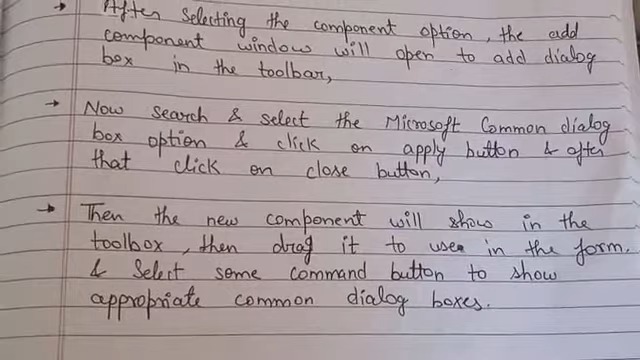 → After selecting the component option, the add
component window will open to add dialog
box in the toolbar,
→ Now search & select the Microsoft Common dialog
box option & click on apply button & after
that click on close button,
→ Then the new component will show in the
toolbox, then drag it to use in the form.
& Select some command button to show
appropriate common dialog boxes.